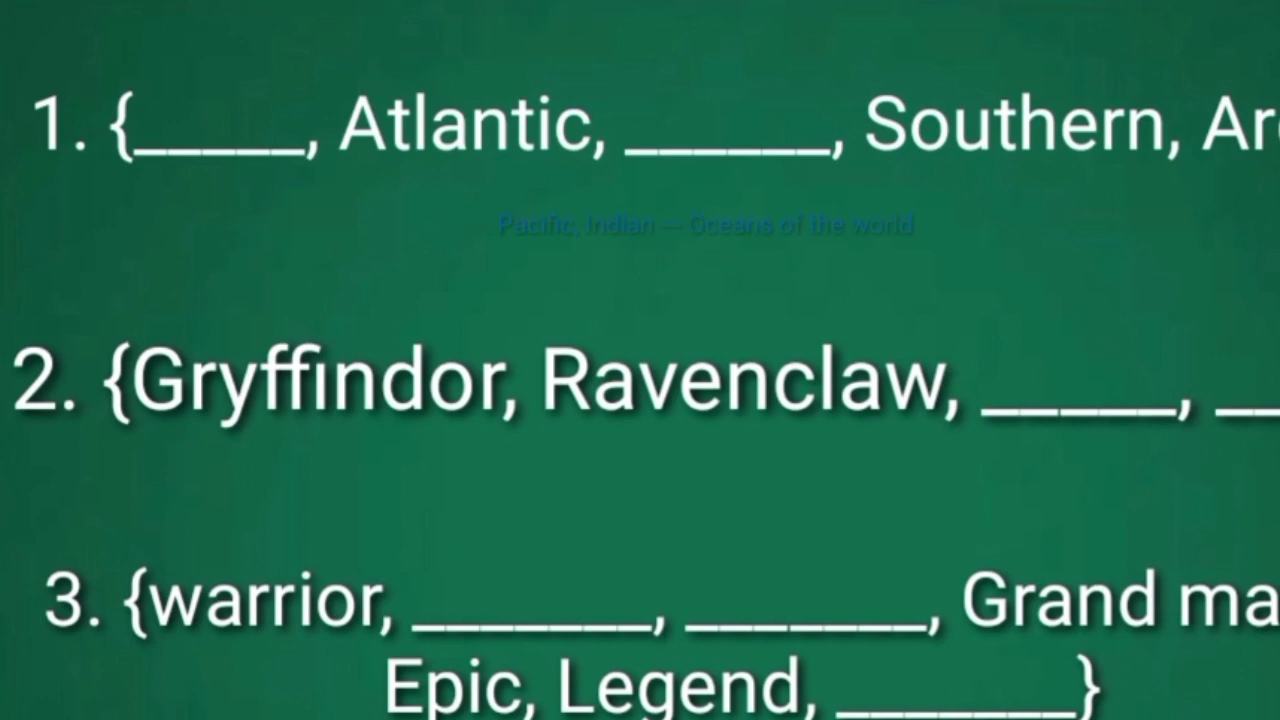 1. {_____, Atlantic, ______, Southern, Ar
Pacific, Indian — Oceans of the world
2. {Gryffindor, Ravenclaw, _____, __
3. {warrior, _______, _______, Grand ma
Epic, Legend, _______}